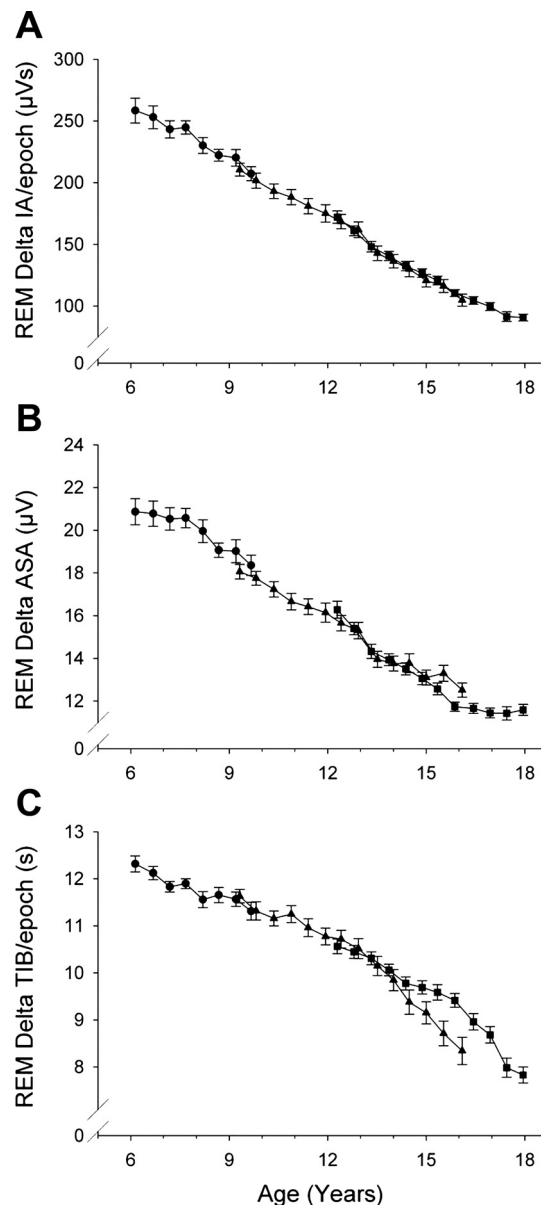 A
REM Delta IA/epoch (µVs)
300
250
200
150
100
0
6 9 12 15 18
B
REM Delta ASA (µV)
24
22
20
18
16
14
12
0
6 9 12 15 18
C
REM Delta TIB/epoch (s)
13
12
11
10
9
8
0
6 9 12 15 18
Age (Years)